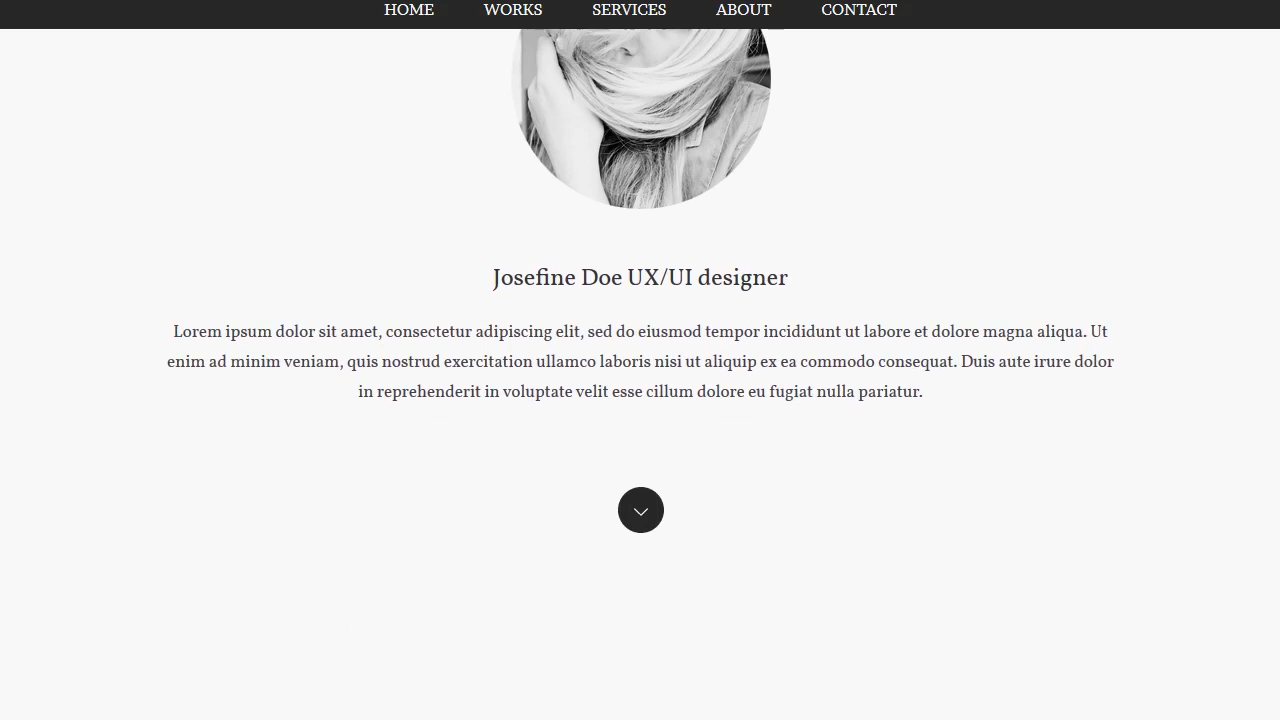 HOME WORKS SERVICES ABOUT CONTACT
Josefine Doe UX/UI designer
Lorem ipsum dolor sit amet, consectetur adipiscing elit, sed do eiusmod tempor incididunt ut labore et dolore magna aliqua. Ut
enim ad minim veniam, quis nostrud exercitation ullamco laboris nisi ut aliquip ex ea commodo consequat. Duis aute irure dolor
in reprehenderit in voluptate velit esse cillum dolore eu fugiat nulla pariatur.